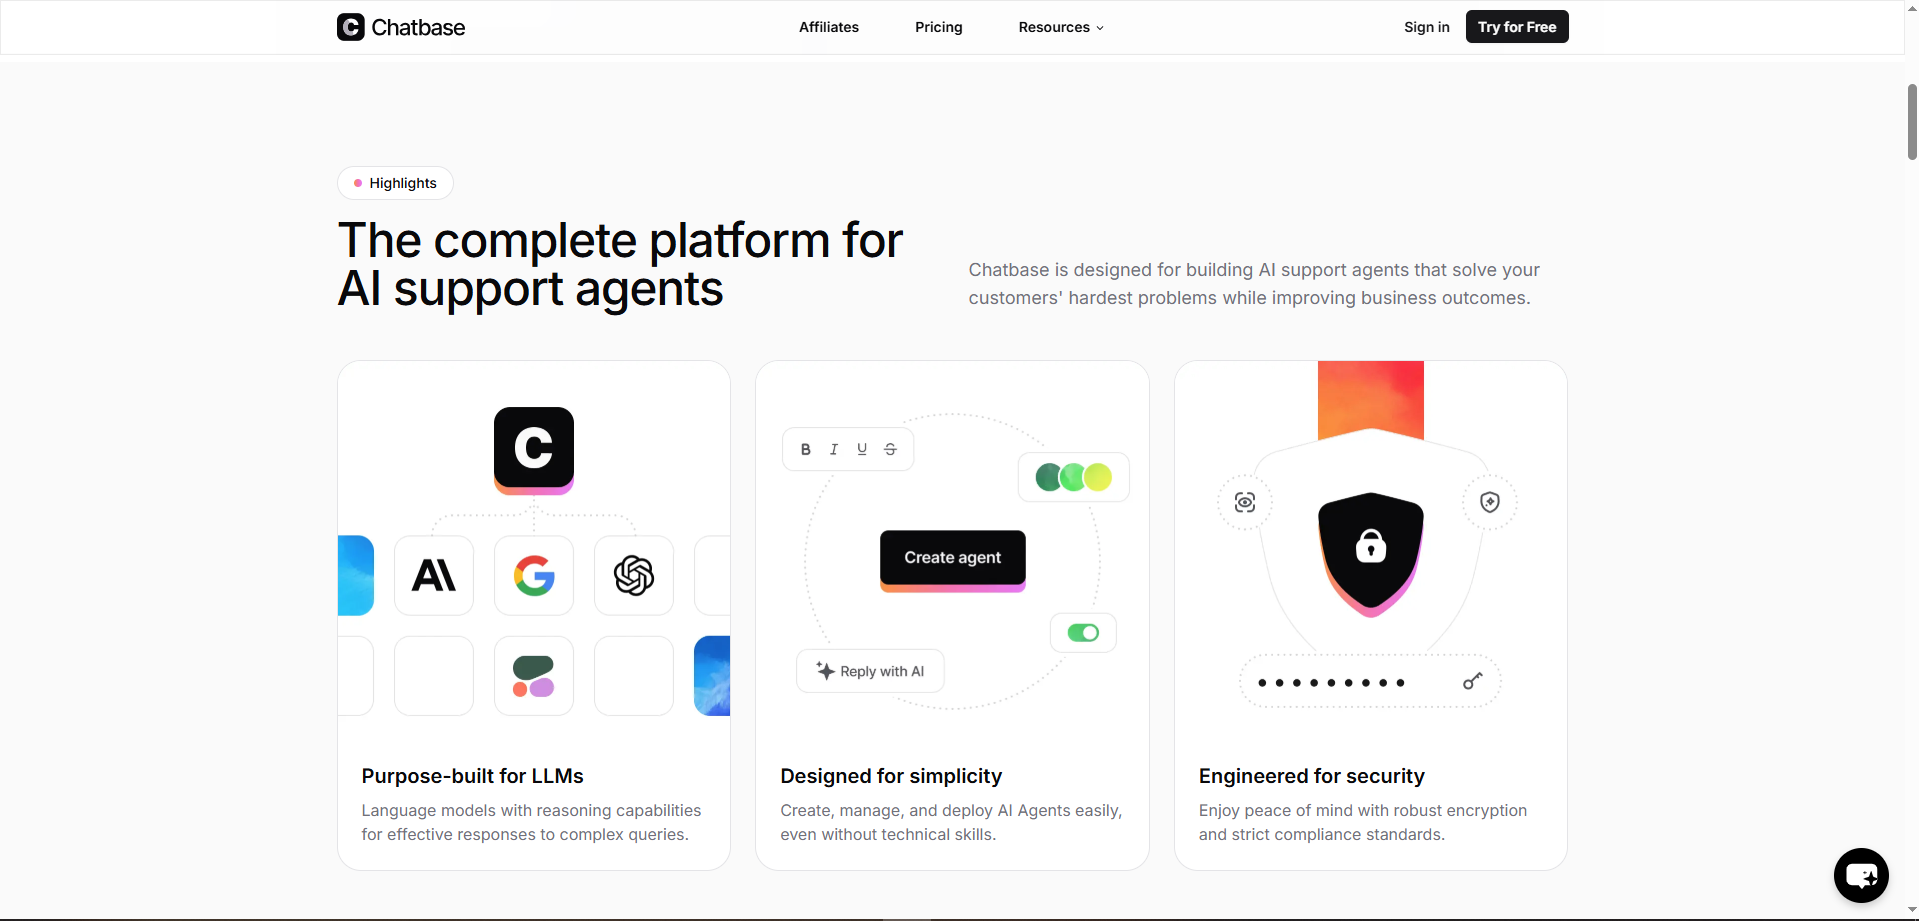 Chatbase
Affiliates
Pricing
Resources
Sign in
Try for Free
Highlights
The complete platform for
AI support agents
Chatbase is designed for building AI support agents that solve your
customers' hardest problems while improving business outcomes.
C
B I U S
Create agent
Reply with AI
Purpose-built for LLMs
Language models with reasoning capabilities
for effective responses to complex queries.
Designed for simplicity
Create, manage, and deploy AI Agents easily,
even without technical skills.
Engineered for security
Enjoy peace of mind with robust encryption
and strict compliance standards.